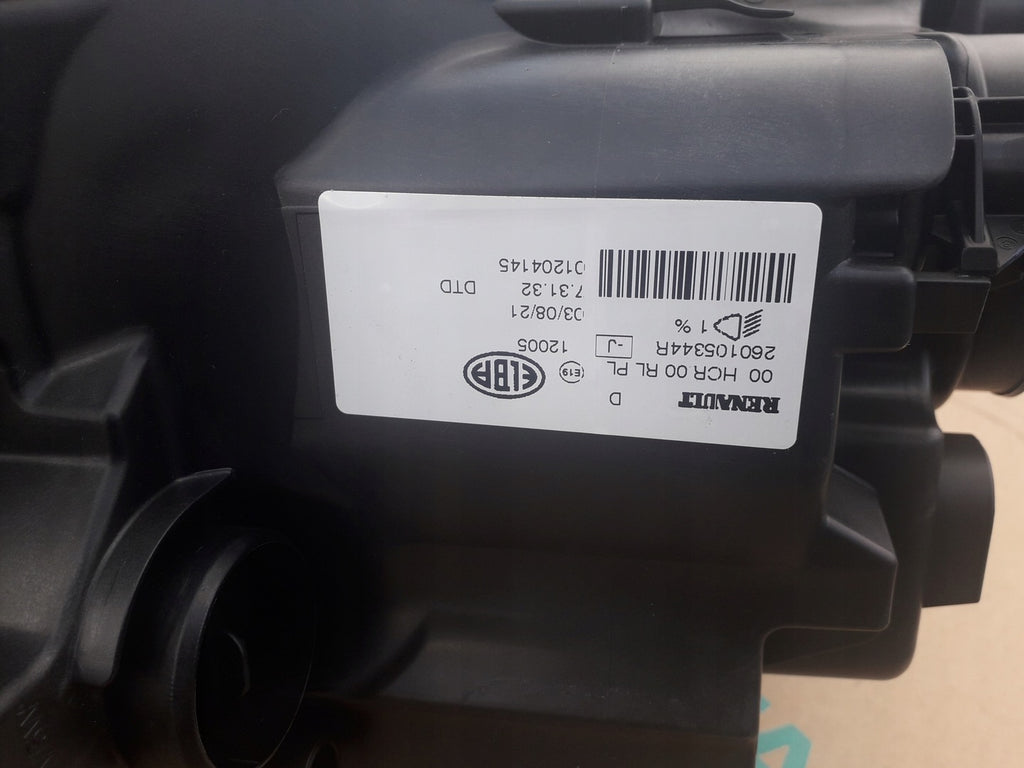 RENAULT D
00 HCR 00 RL PL
260105344R -J
E19 ELBA 12005
1 %
03/08/21
7.31.32 DTD
01204145